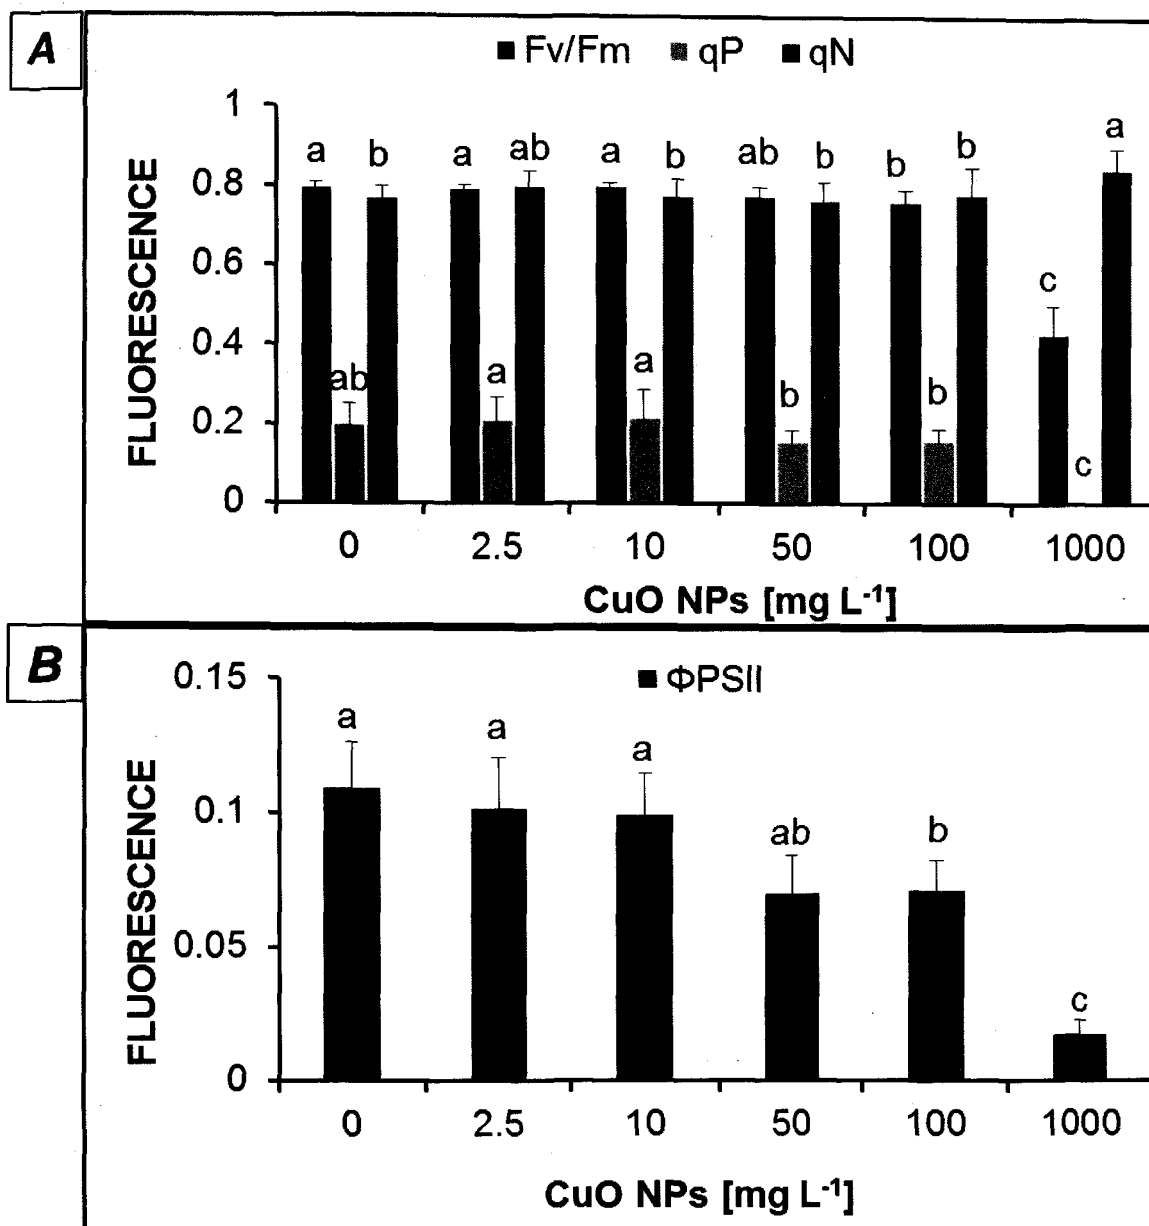 A
Fv/Fm qP qN
FLUORESCENCE
1
0.8
0.6
0.4
0.2
0
a b a ab a b ab b b b a
ab a a b b c c
0 2.5 10 50 100 1000
CuO NPs [mg L-1]
B
ΦPSII
FLUORESCENCE
0.15
0.1
0.05
0
a a a ab b c
0 2.5 10 50 100 1000
CuO NPs [mg L-1]